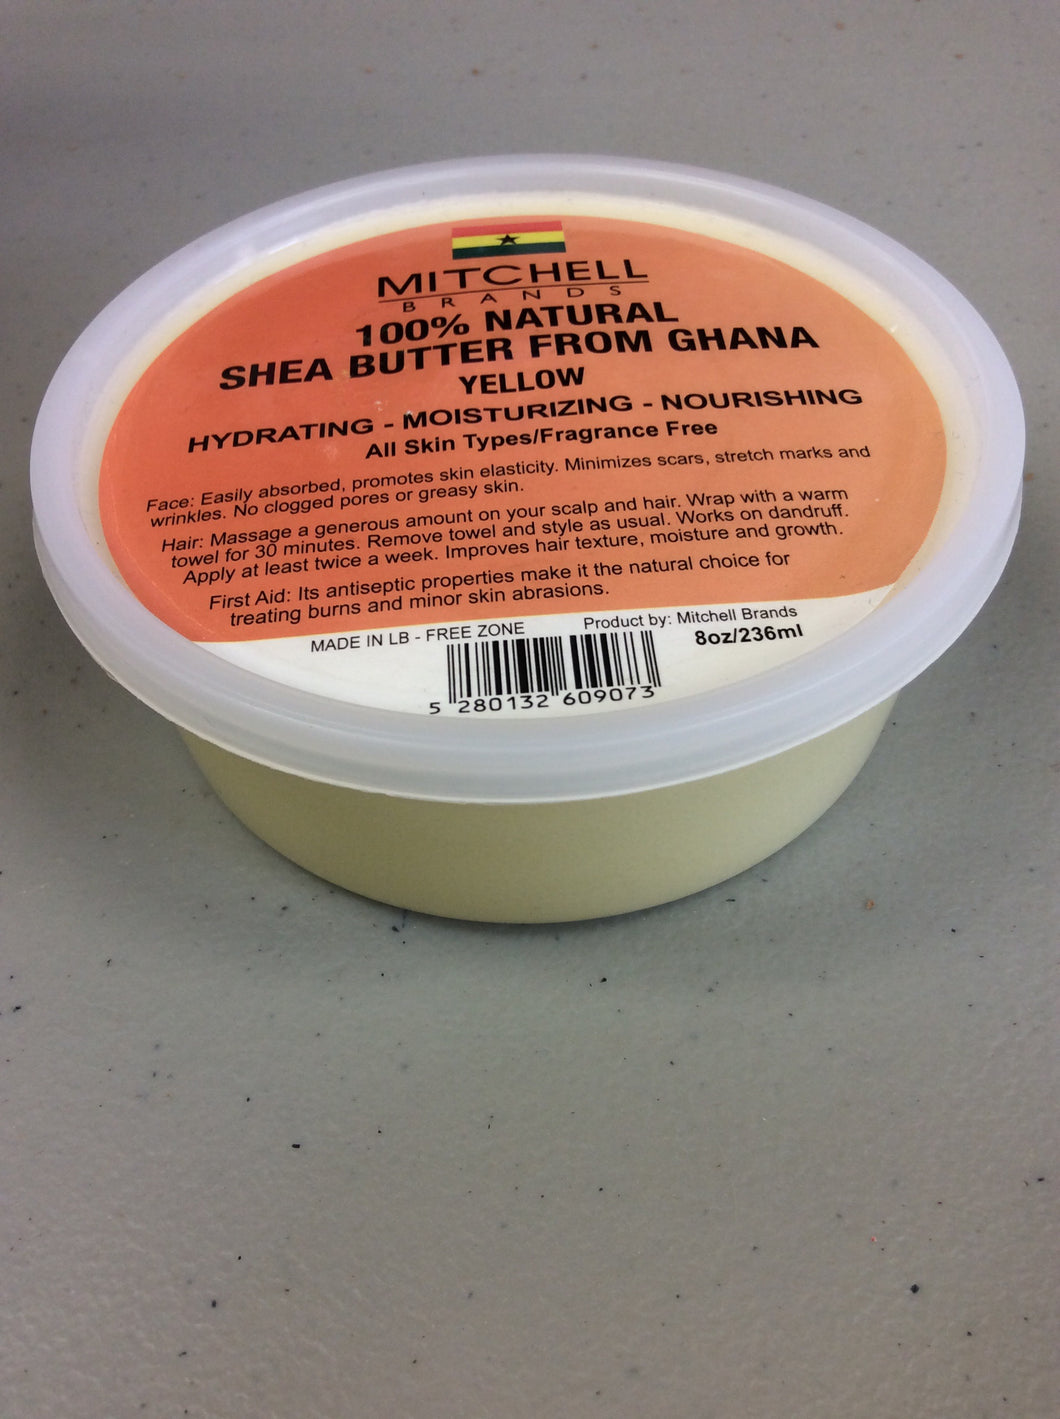 MITCHELL
BRANDS
100% NATURAL
SHEA BUTTER FROM GHANA
YELLOW
HYDRATING - MOISTURIZING - NOURISHING
All Skin Types/Fragrance Free
Face: Easily absorbed, promotes skin elasticity. Minimizes scars, stretch marks and
wrinkles. No clogged pores or greasy skin.
Hair: Massage a generous amount on your scalp and hair. Wrap with a warm
towel for 30 minutes. Remove towel and style as usual. Works on dandruff.
Apply at least twice a week. Improves hair texture, moisture and growth.
First Aid: Its antiseptic properties make it the natural choice for
treating burns and minor skin abrasions.
MADE IN LB - FREE ZONE
Product by: Mitchell Brands
8oz/236ml
5 280132 609073